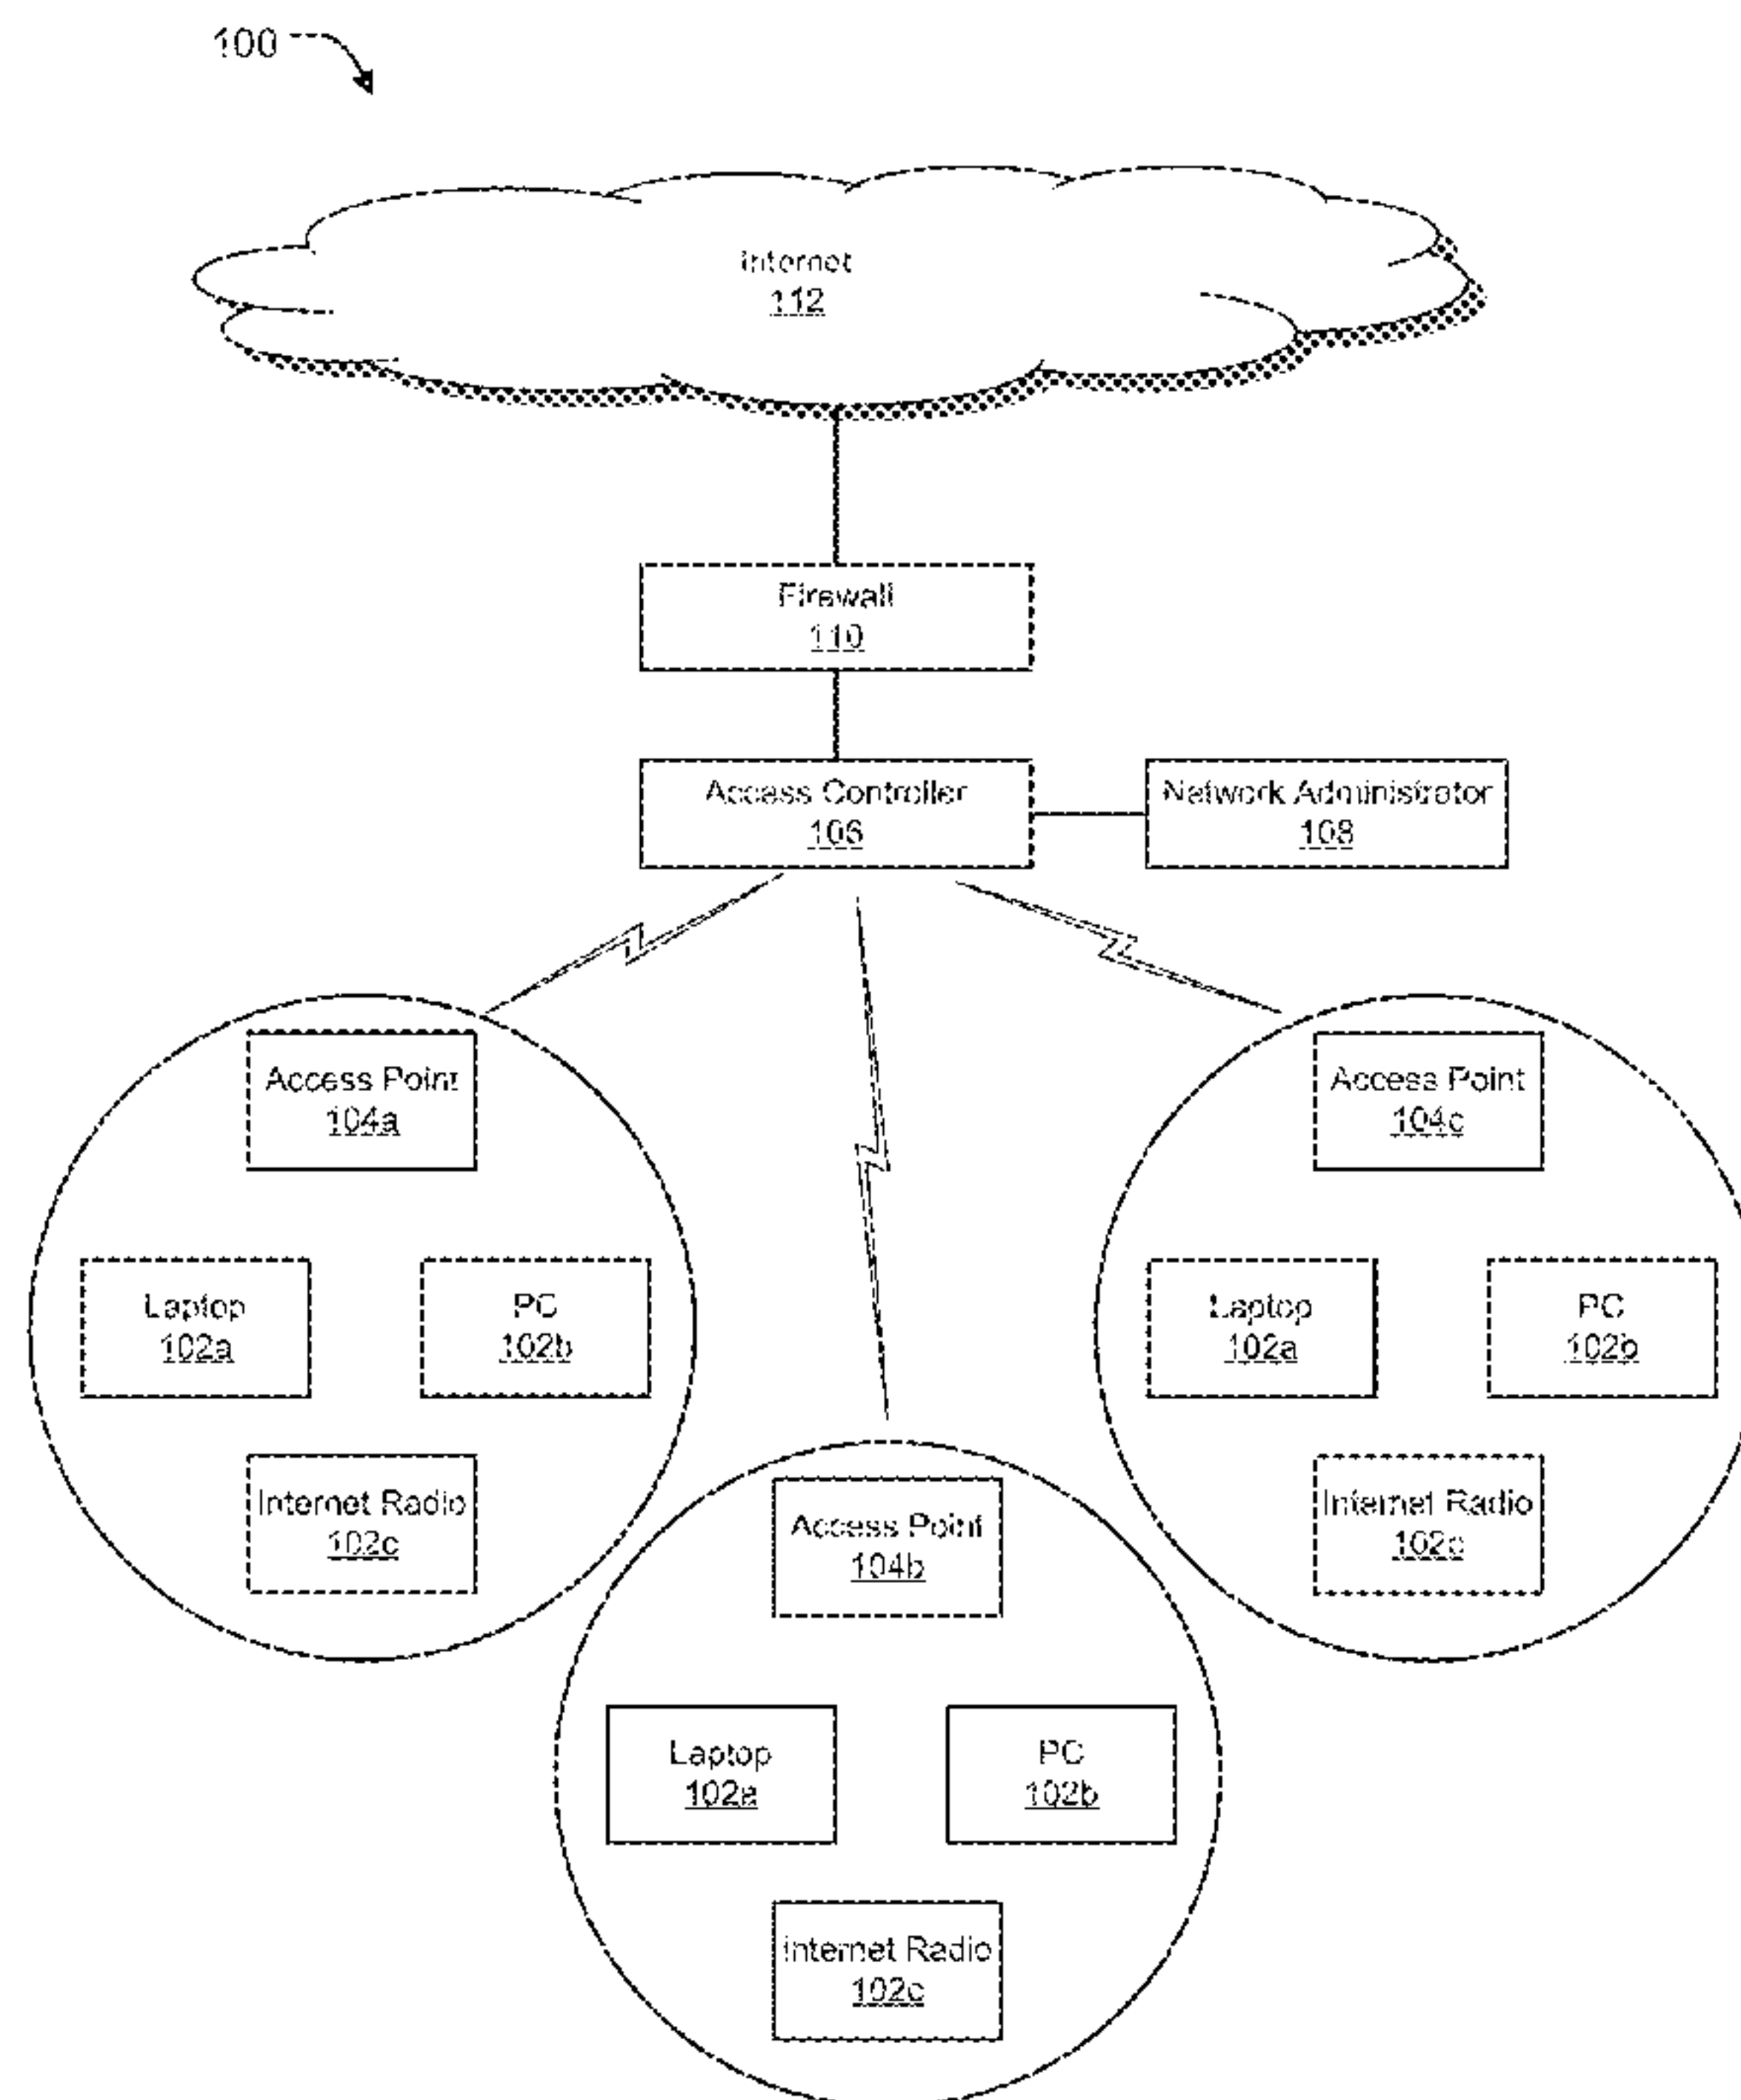 100
Internet
112
Firewall
110
Access Controller
106
Network Administrator
108
Access Point
104a
Laptop
102a
PC
102b
Internet Radio
102c
Access Point
104c
Laptop
102a
PC
102b
Internet Radio
102c
Access Point
104b
Laptop
102a
PC
102b
Internet Radio
102c